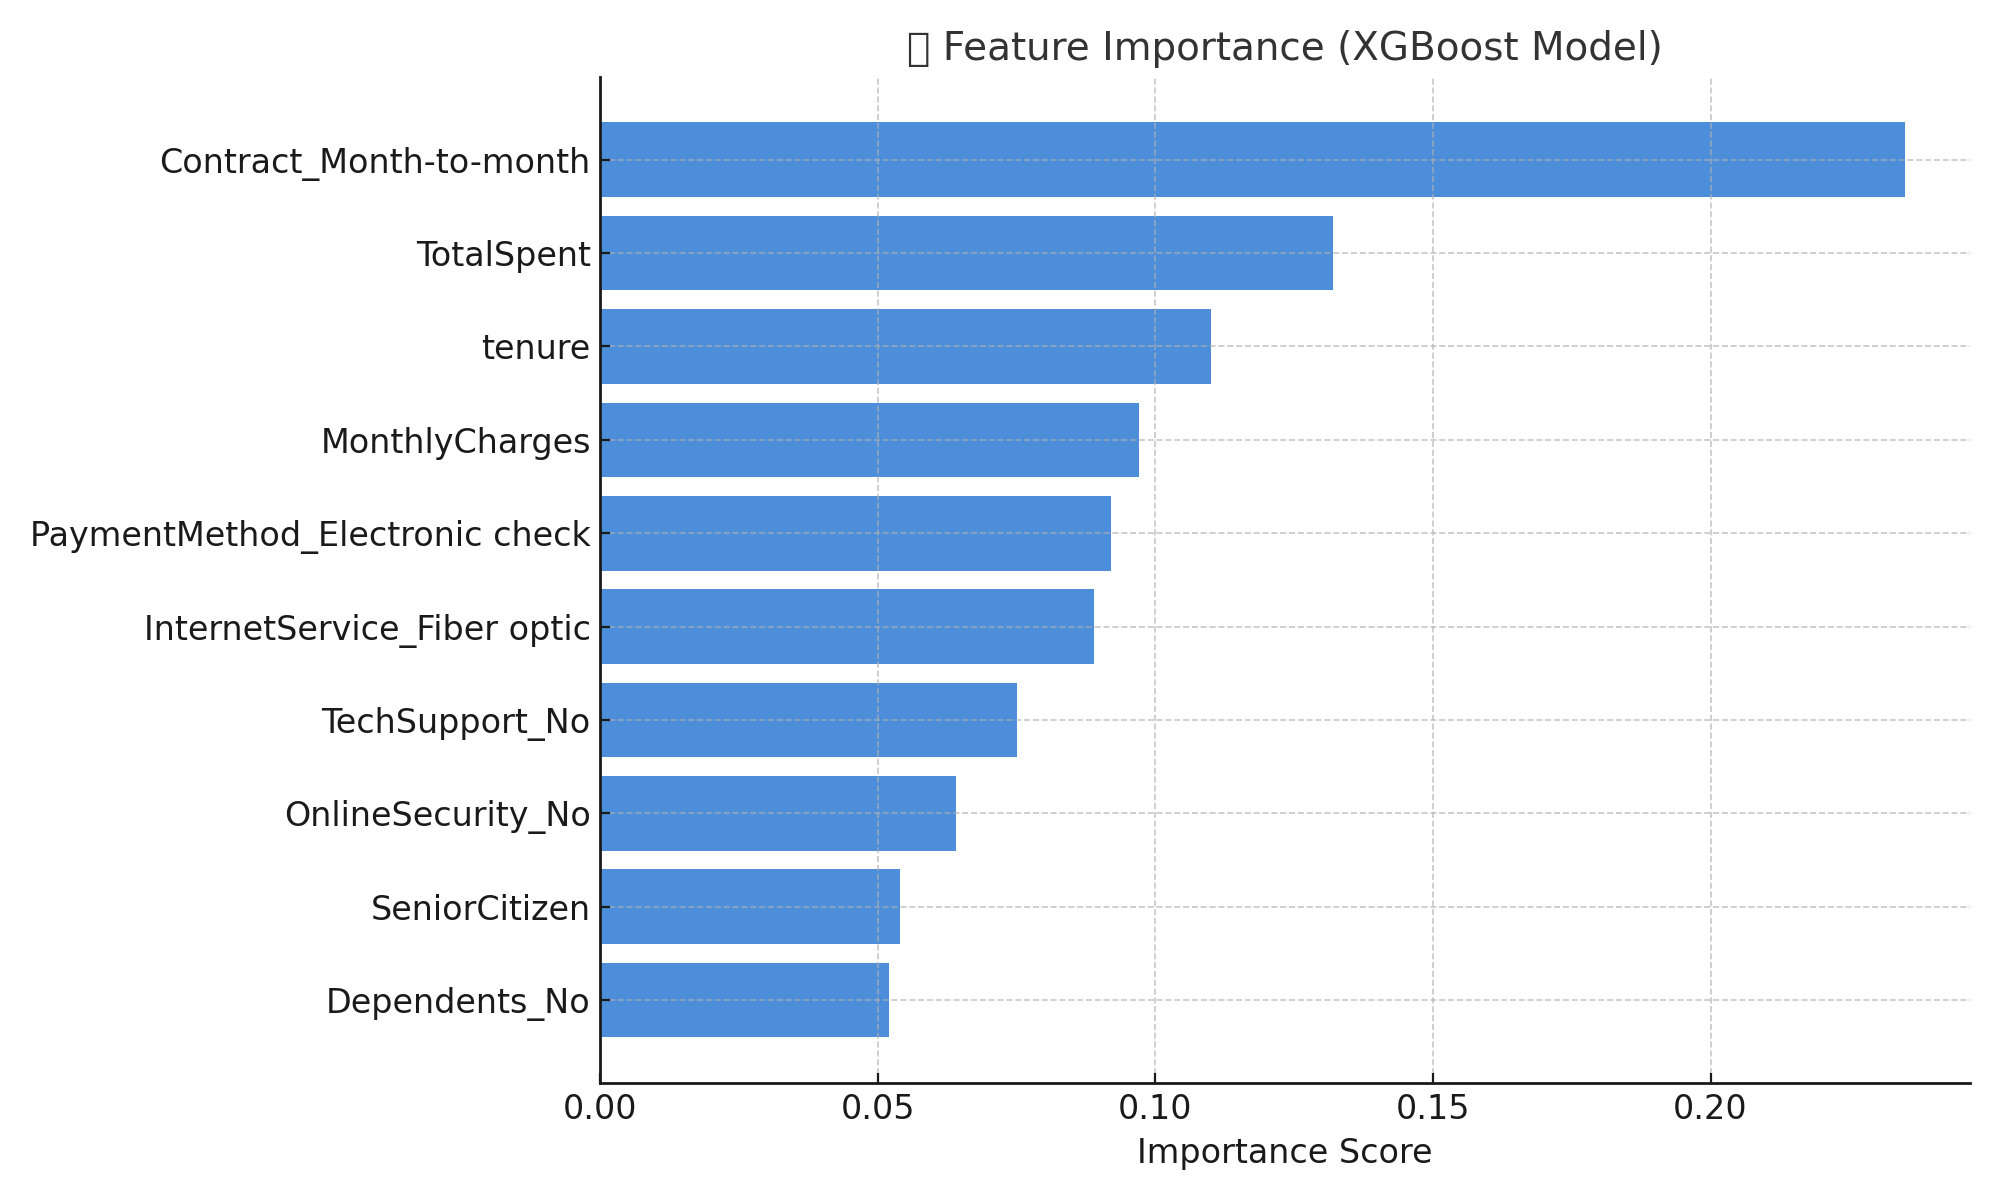 Feature Importance (XGBoost Model)
Contract_Month-to-month
TotalSpent
tenure
MonthlyCharges
PaymentMethod_Electronic check
InternetService_Fiber optic
TechSupport_No
OnlineSecurity_No
SeniorCitizen
Dependents_No
0.00 0.05 0.10 0.15 0.20
Importance Score